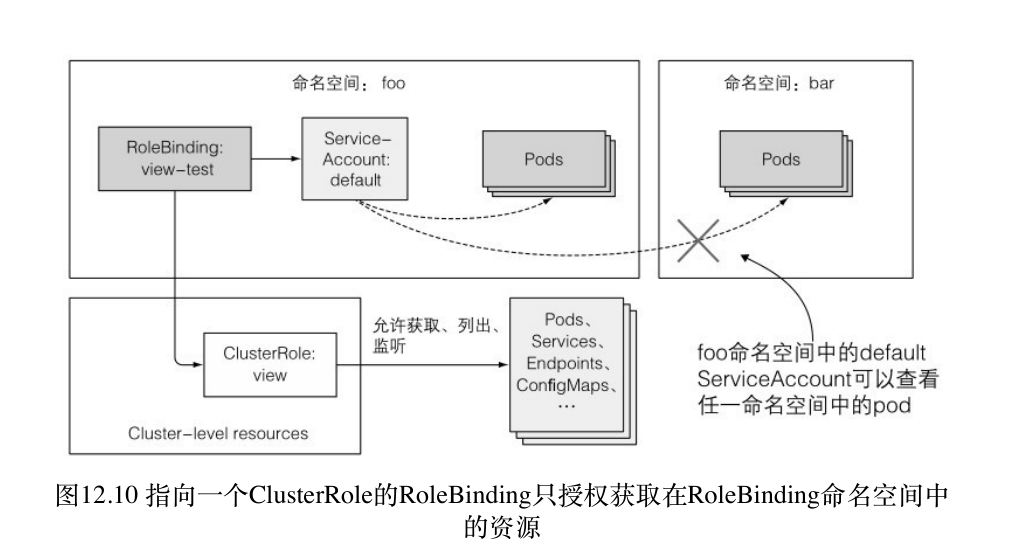 命名空间：foo
命名空间：bar
RoleBinding:
view-test
Service-
Account:
default
Pods
Pods
ClusterRole:
view
Cluster-level resources
允许获取、列出、
监听
Pods、
Services、
Endpoints、
ConfigMaps、
…
foo命名空间中的default
ServiceAccount可以查看
任一命名空间中的pod
图12.10 指向一个ClusterRole的RoleBinding只授权获取在RoleBinding命名空间中
的资源